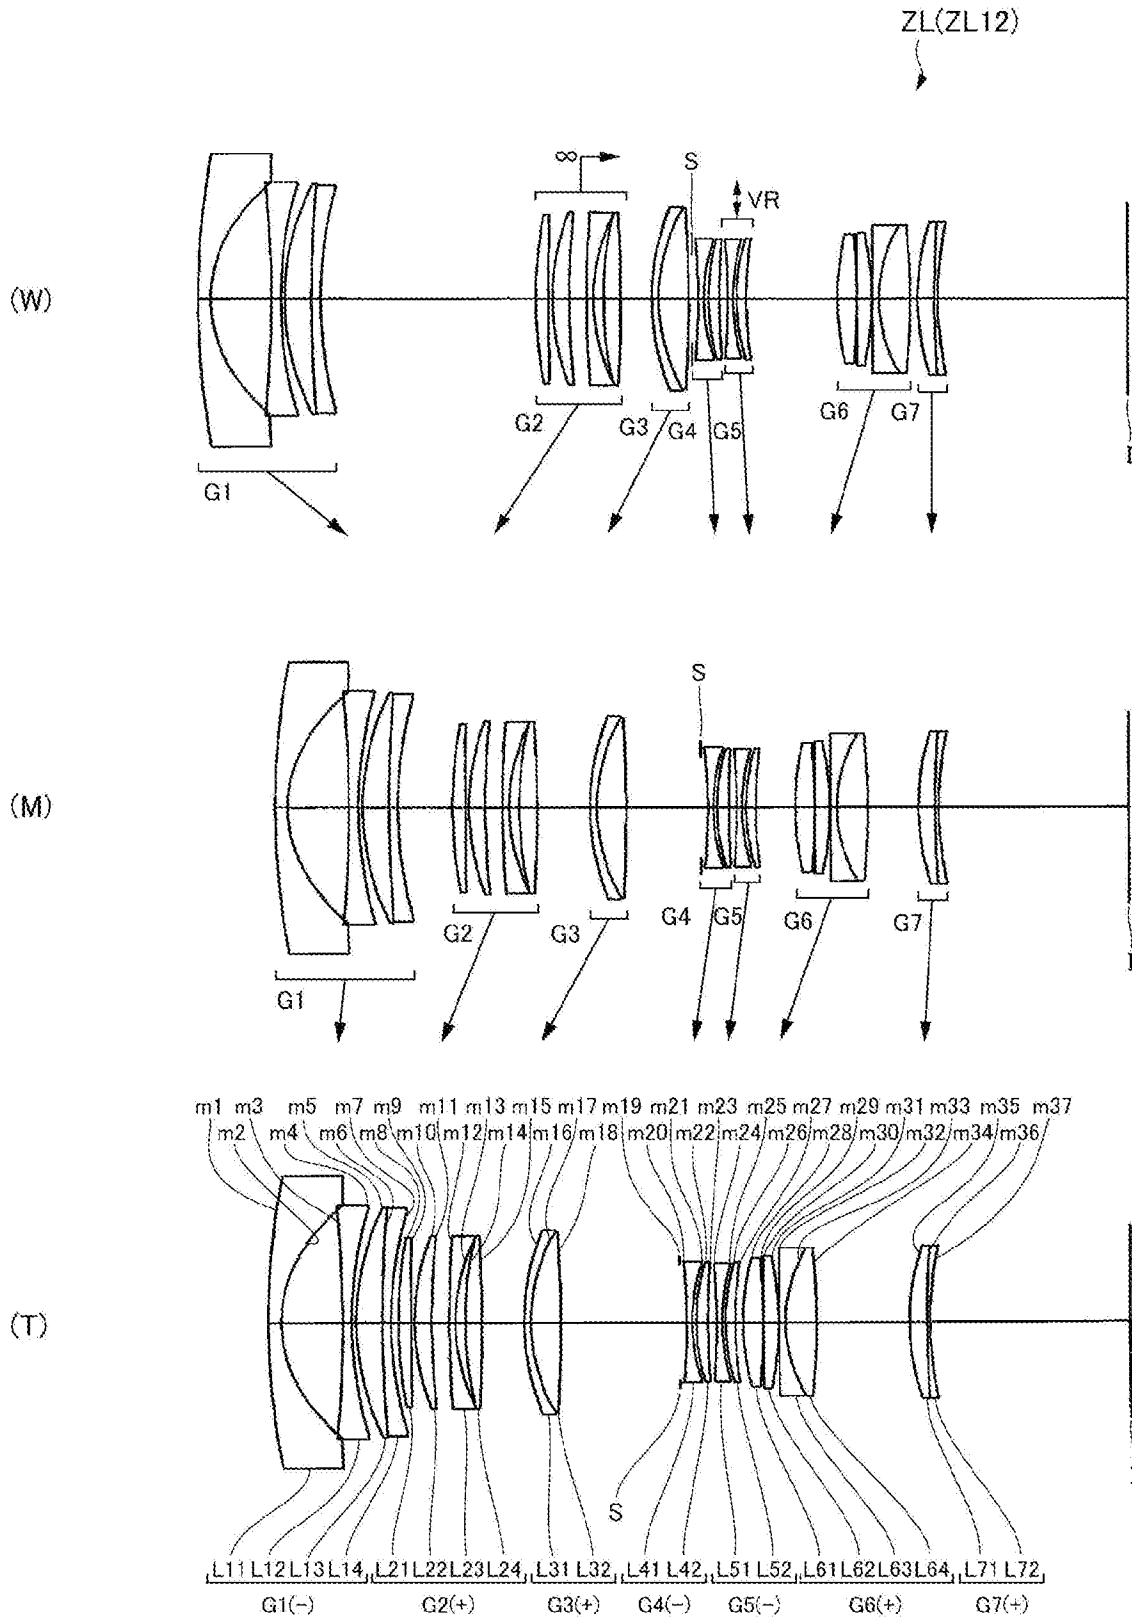 ZL(ZL12)
∞
S
VR
(W)
G2
G3
G4
G5
G6
G7
G1
S
(M)
G2
G3
G4
G5
G6
G7
G1
m1 m3 m5 m7 m9 m11 m13 m15 m17 m19 m21 m23 m25 m27 m29 m31 m33 m35 m37
m2 m4 m6 m8 m10 m12 m14 m16 m18 m20 m22 m24 m26 m28 m30 m32 m34 m36
(T)
S
L11 L12 L13 L14 L21 L22 L23 L24 L31 L32 L41 L42 L51 L52 L61 L62 L63 L64 L71 L72
G1(-) G2(+) G3(+) G4(-) G5(-) G6(+) G7(+)